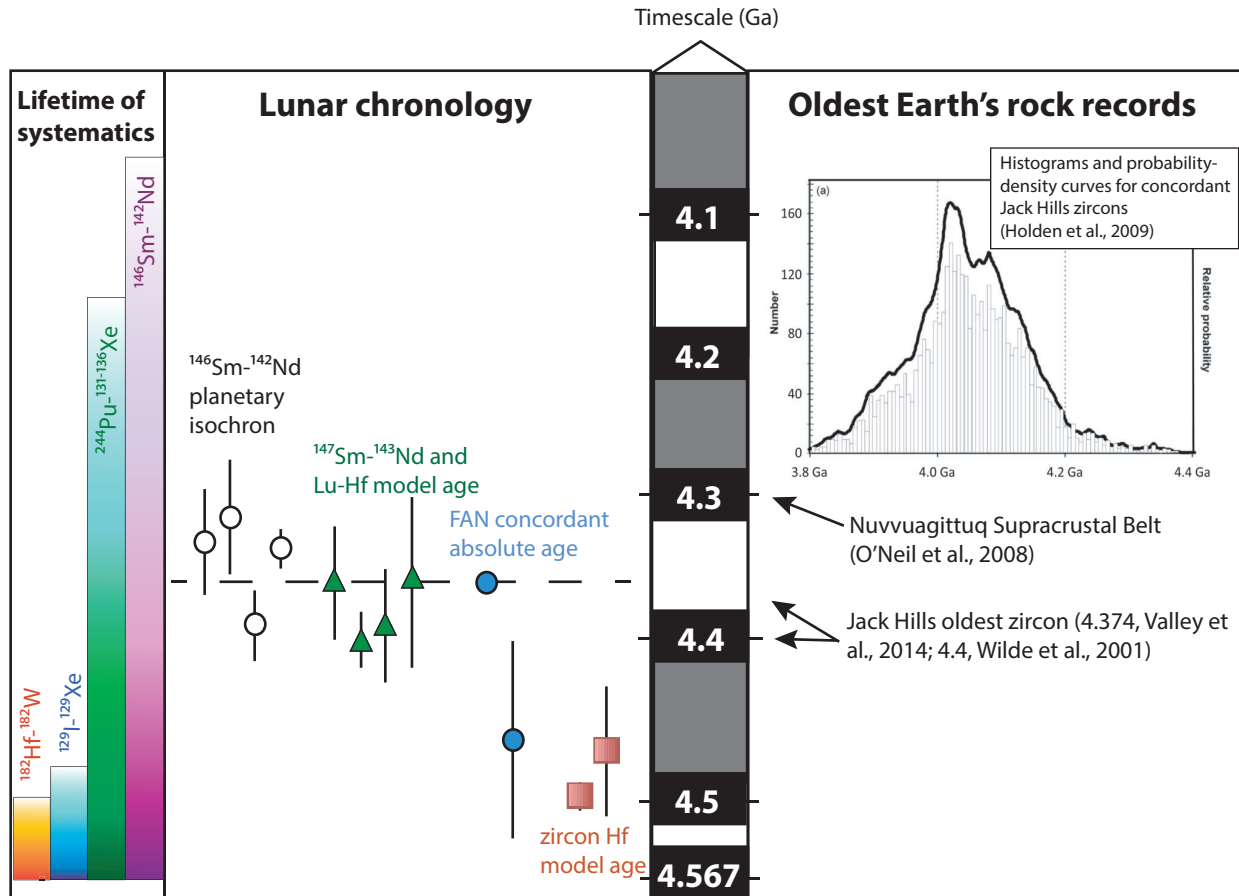 Timescale (Ga)
Lifetime of
systematics
¹⁸²Hf-¹⁸²W
¹²⁹I-¹²⁹Xe
²⁴⁴Pu-¹³¹⁻¹³⁶Xe
¹⁴⁶Sm-¹⁴²Nd
Lunar chronology
¹⁴⁶Sm-¹⁴²Nd
planetary
isochron
¹⁴⁷Sm-¹⁴³Nd and
Lu-Hf model age
FAN concordant
absolute age
zircon Hf
model age
4.1
4.2
4.3
4.4
4.5
4.567
Oldest Earth's rock records
Histograms and probability-
density curves for concordant
Jack Hills zircons
(Holden et al., 2009)
(a)
160
120
80
40
0
Number
Relative probability
3.8 Ga
4.0 Ga
4.2 Ga
4.4 Ga
Nuvvuagittuq Supracrustal Belt
(O'Neil et al., 2008)
Jack Hills oldest zircon (4.374, Valley et
al., 2014; 4.4, Wilde et al., 2001)